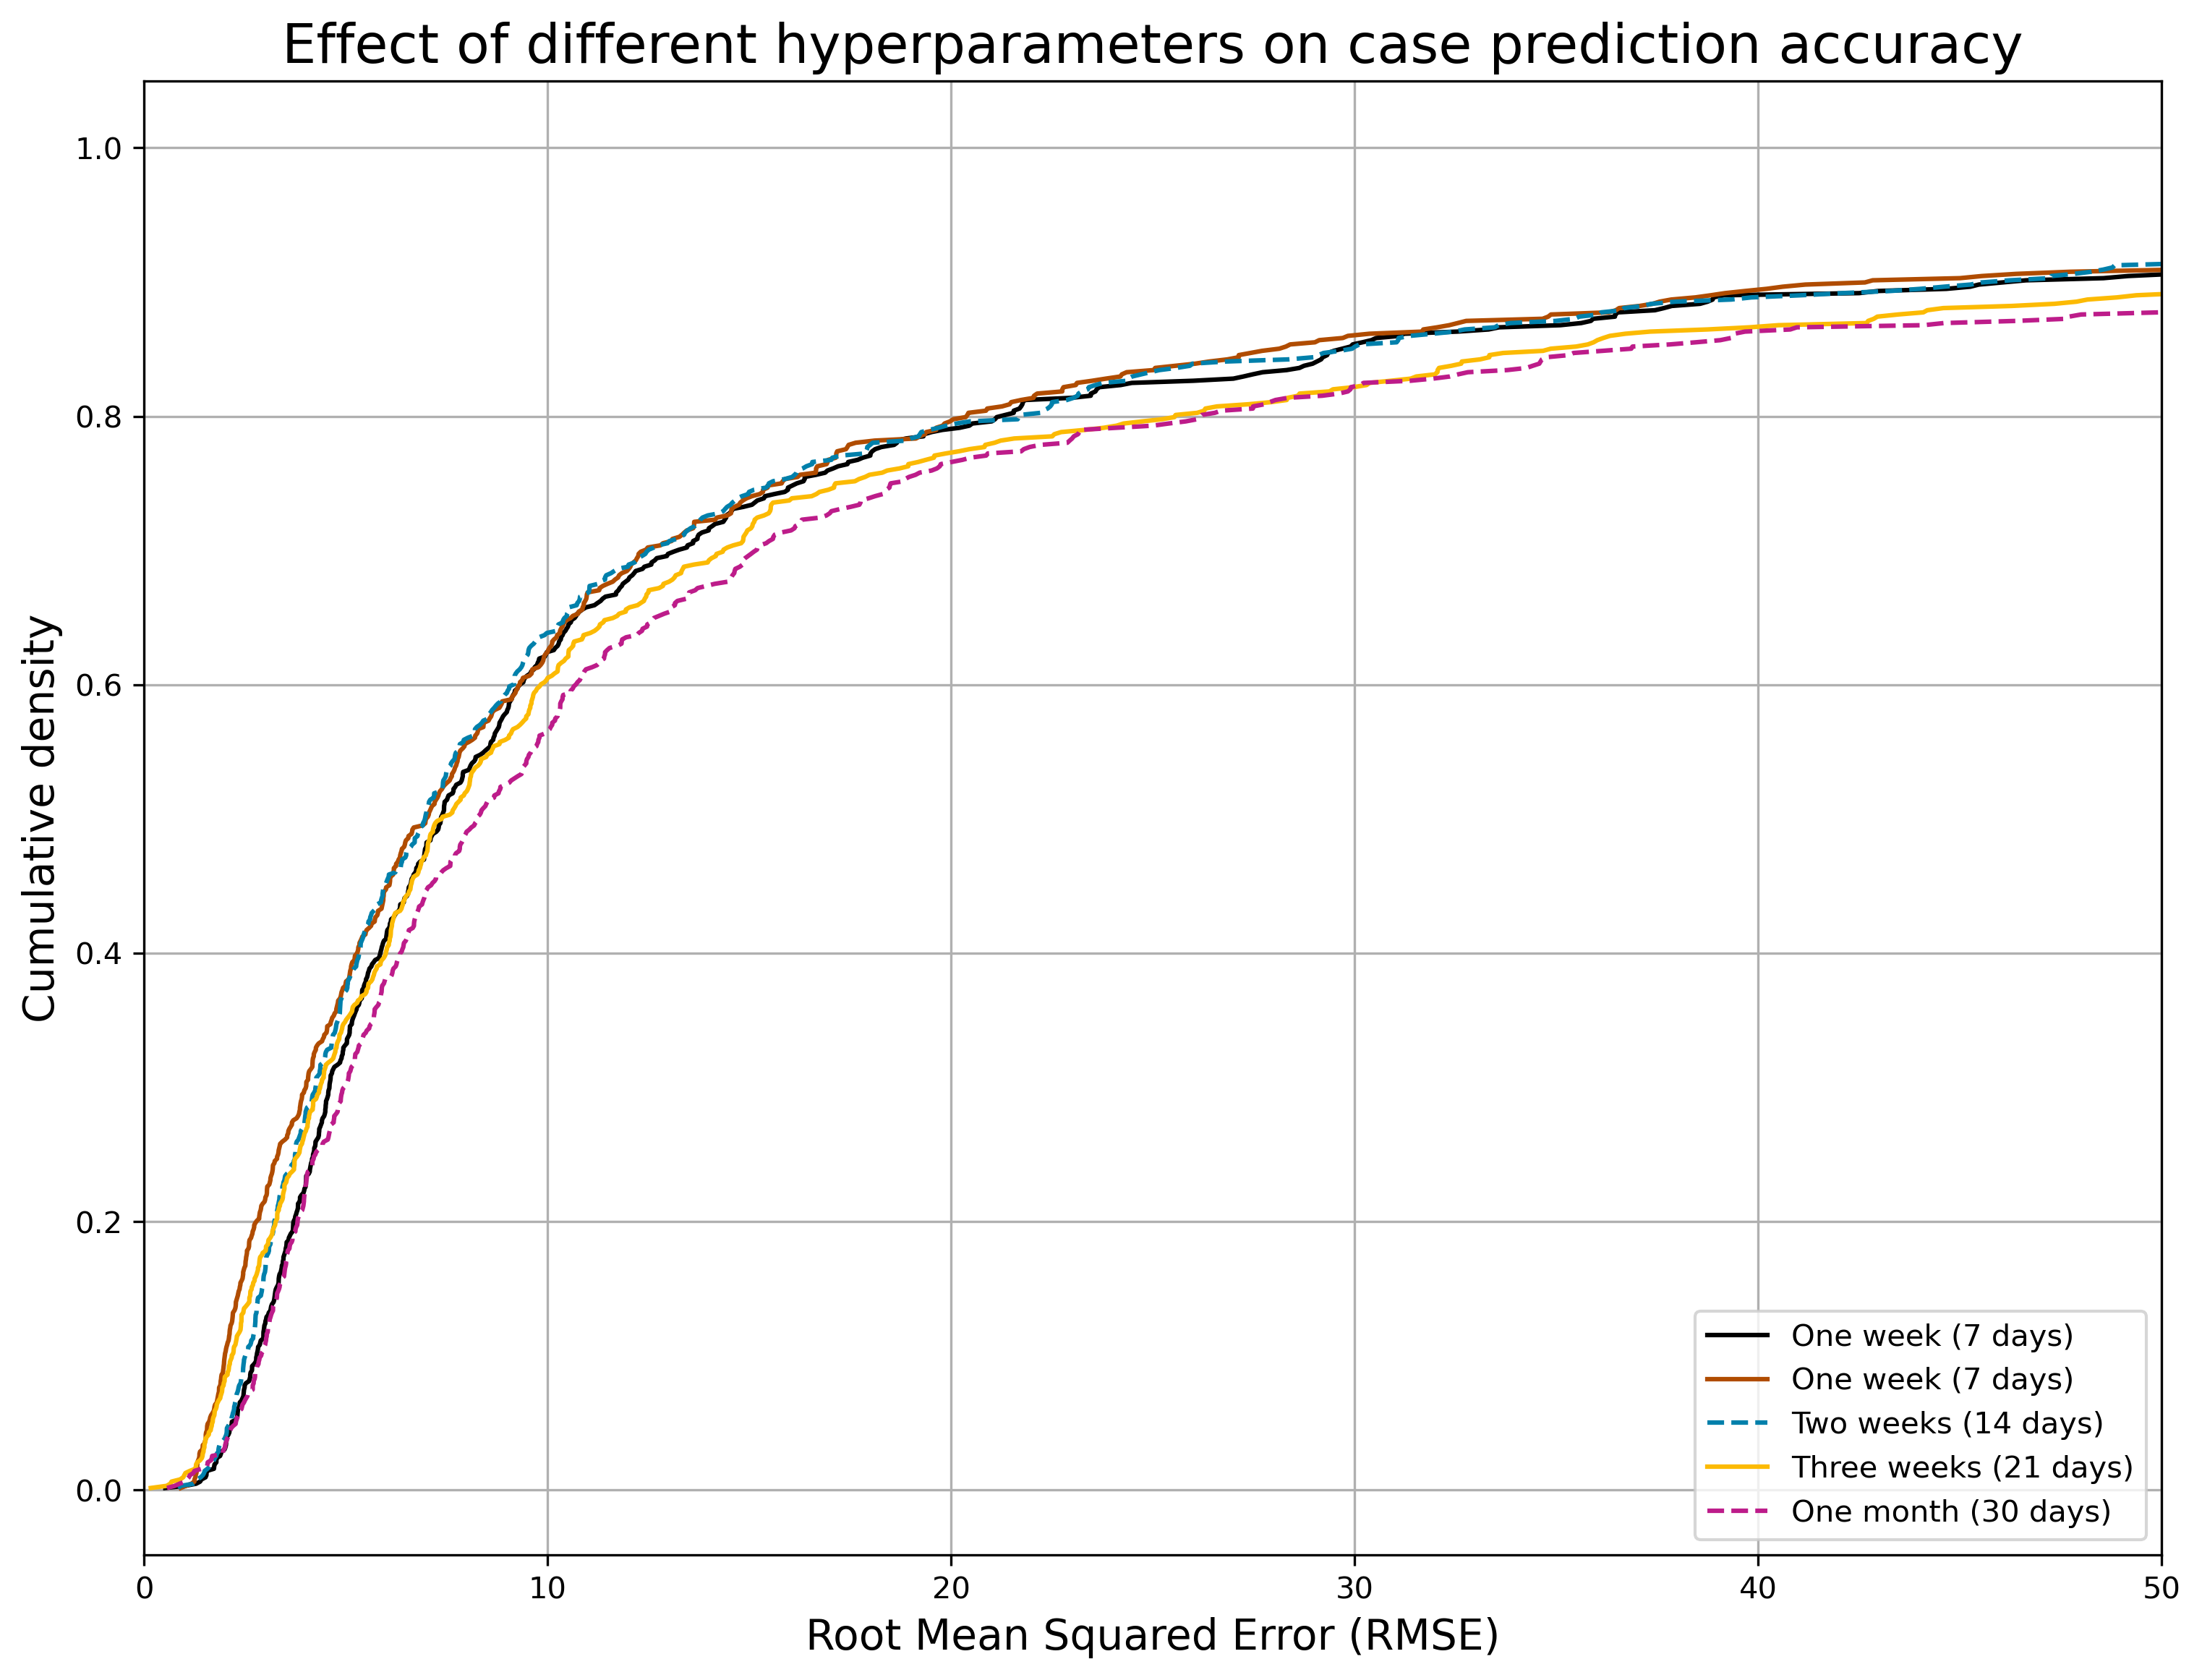 Effect of different hyperparameters on case prediction accuracy
1.0
0.8
0.6
0.4
0.2
0.0
Cumulative density
0 10 20 30 40 50
Root Mean Squared Error (RMSE)
One week (7 days)
One week (7 days)
Two weeks (14 days)
Three weeks (21 days)
One month (30 days)